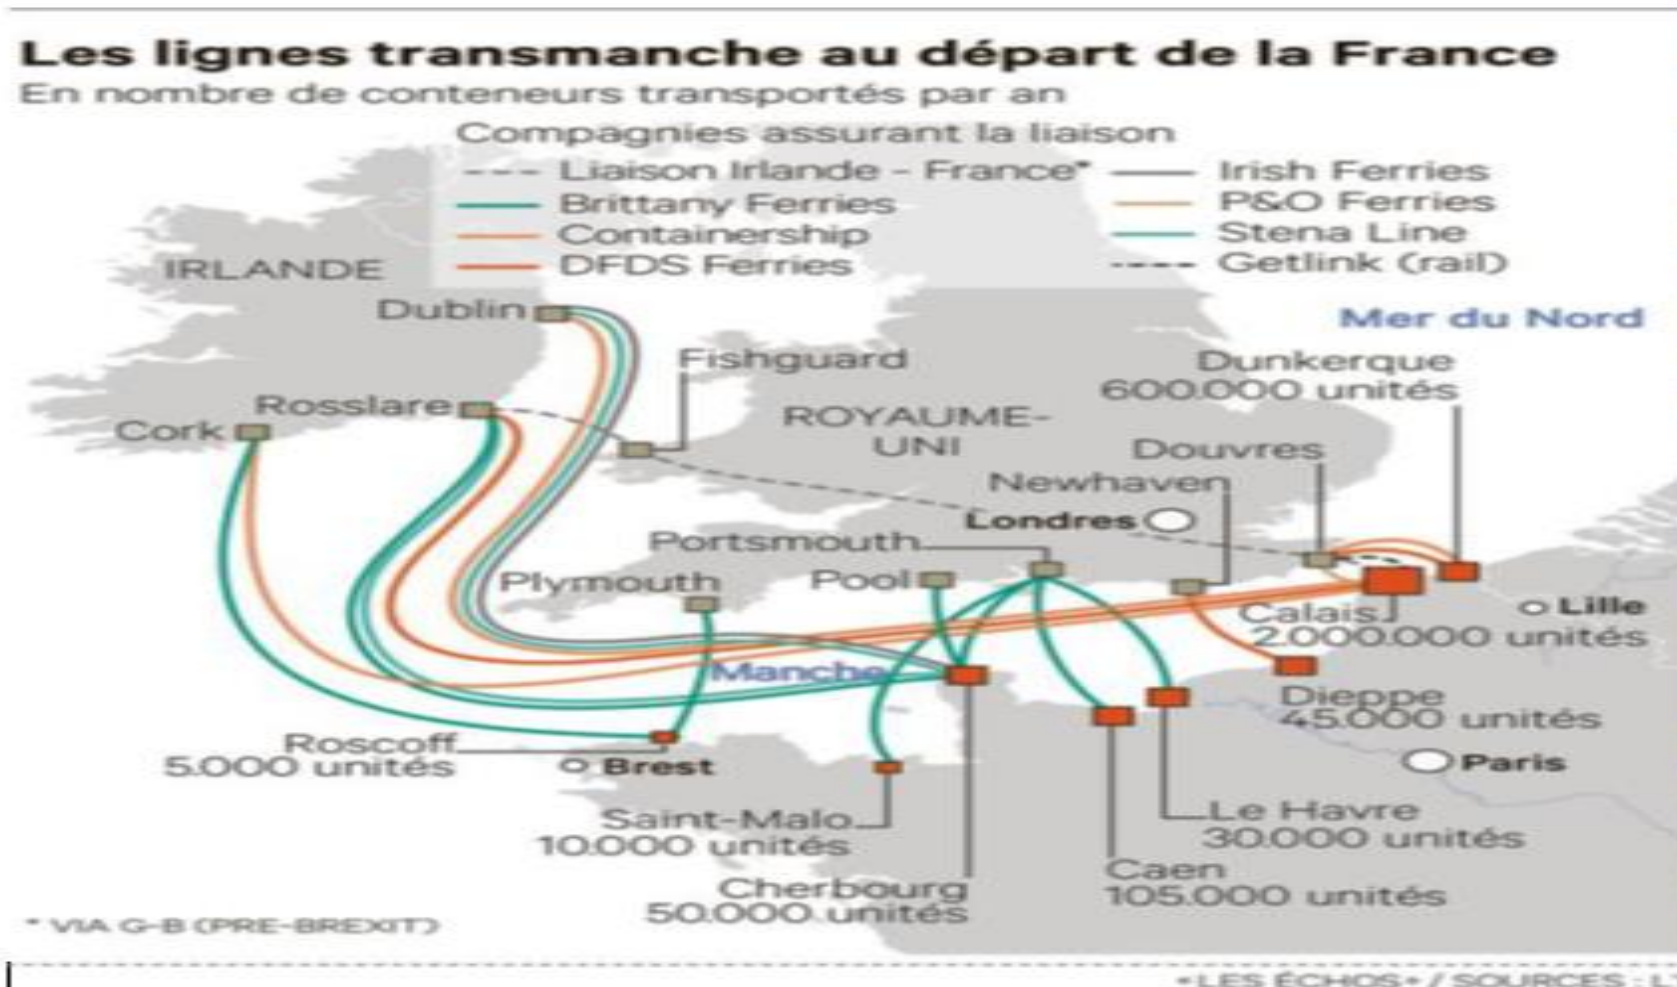 Les lignes transmanche au départ de la France
En nombre de conteneurs transportés par an
Compagnies assurant la liaison
Liaison Irlande - France*
Brittany Ferries
Containership
DFDS Ferries
Irish Ferries
P&O Ferries
Stena Line
Getlink (rail)
IRLANDE
Dublin
Mer du Nord
Fishguard
Dunkerque
600.000 unités
Rosslare
Cork
ROYAUME-
UNI
Douvres
Newhaven
Londres
Portsmouth
Plymouth
Pool
Calais
2.000.000 unités
Lille
Manche
Dieppe
45.000 unités
Roscoff
5.000 unités
Brest
Paris
Saint-Malo
10.000 unités
Le Havre
30.000 unités
Caen
105.000 unités
Cherbourg
50.000 unités
* VIA G-B (PRE-BREXIT)
«LES ÉCHOS» / SOURCES :